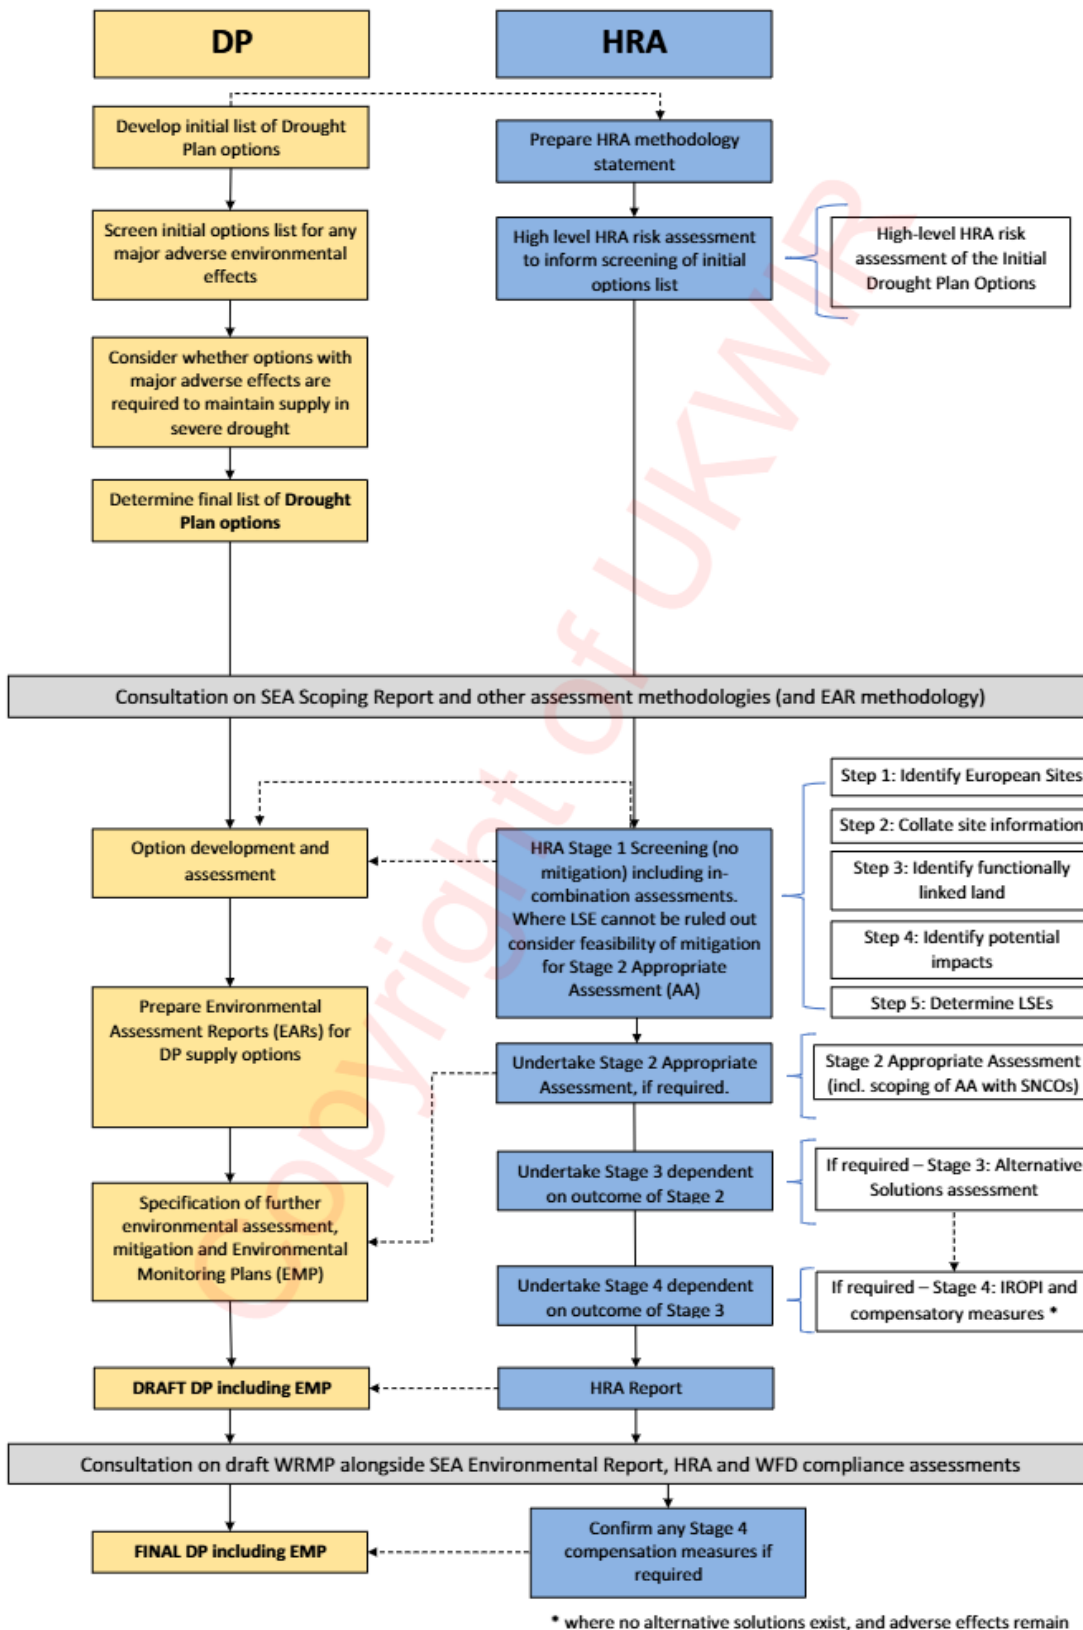 DP
HRA
Develop initial list of Drought
Plan options
Prepare HRA methodology
statement
Screen initial options list for any
major adverse environmental
effects
High level HRA risk assessment
to inform screening of initial
options list
High-level HRA risk
assessment of the Initial
Drought Plan Options
Consider whether options with
major adverse effects are
required to maintain supply in
severe drought
Determine final list of Drought
Plan options
Consultation on SEA Scoping Report and other assessment methodologies (and EAR methodology)
Option development and
assessment
HRA Stage 1 Screening (no
mitigation) including in-
combination assessments.
Where LSE cannot be ruled out
consider feasibility of mitigation
for Stage 2 Appropriate
Assessment (AA)
Step 1: Identify European Sites
Step 2: Collate site information
Step 3: Identify functionally
linked land
Step 4: Identify potential
impacts
Step 5: Determine LSEs
Prepare Environmental
Assessment Reports (EARs) for
DP supply options
Undertake Stage 2 Appropriate
Assessment, if required.
Stage 2 Appropriate Assessment
(incl. scoping of AA with SNCOs)
Undertake Stage 3 dependent
on outcome of Stage 2
If required – Stage 3: Alternative
Solutions assessment
Specification of further
environmental assessment,
mitigation and Environmental
Monitoring Plans (EMP)
Undertake Stage 4 dependent
on outcome of Stage 3
If required – Stage 4: IROPI and
compensatory measures *
DRAFT DP including EMP
HRA Report
Consultation on draft WRMP alongside SEA Environmental Report, HRA and WFD compliance assessments
FINAL DP including EMP
Confirm any Stage 4
compensation measures if
required
* where no alternative solutions exist, and adverse effects remain
Copyright of UKWIR